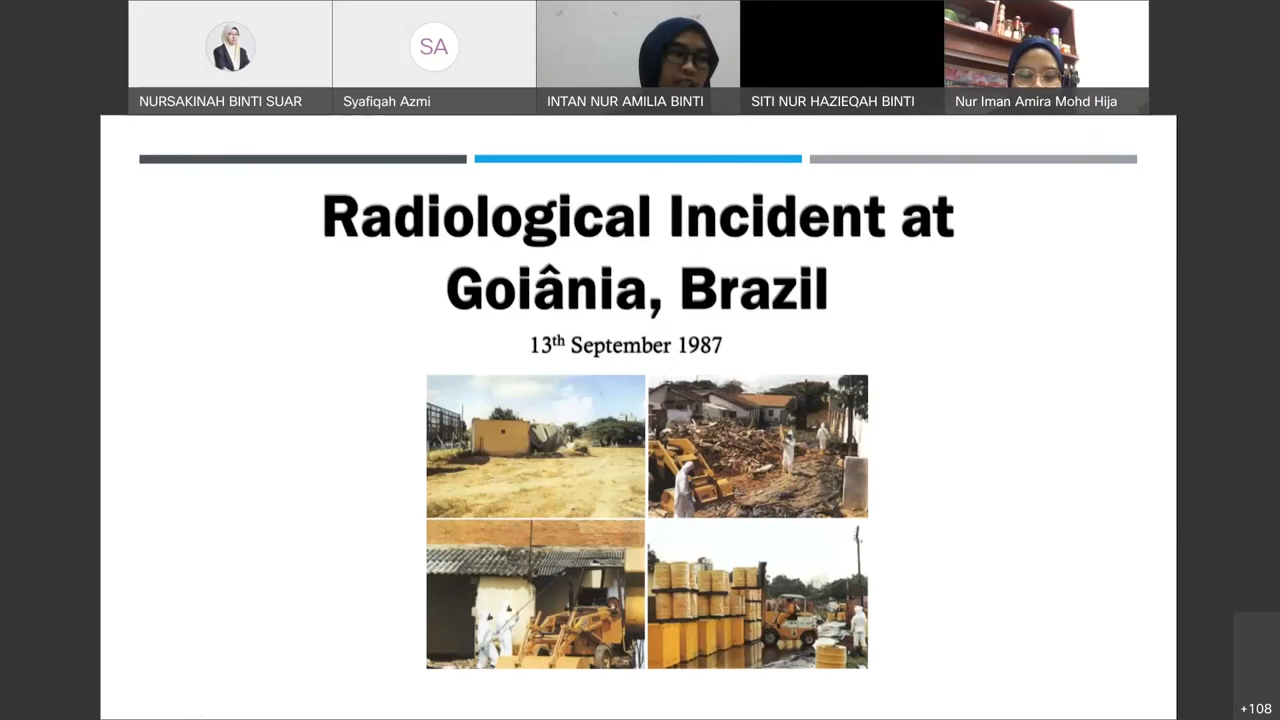 SA
NURSAKINAH BINTI SUAR
Syafiqah Azmi
INTAN NUR AMILIA BINTI
SITI NUR HAZIEQAH BINTI
Nur Iman Amira Mohd Hija
Radiological Incident at
Goiânia, Brazil
13th September 1987
+108